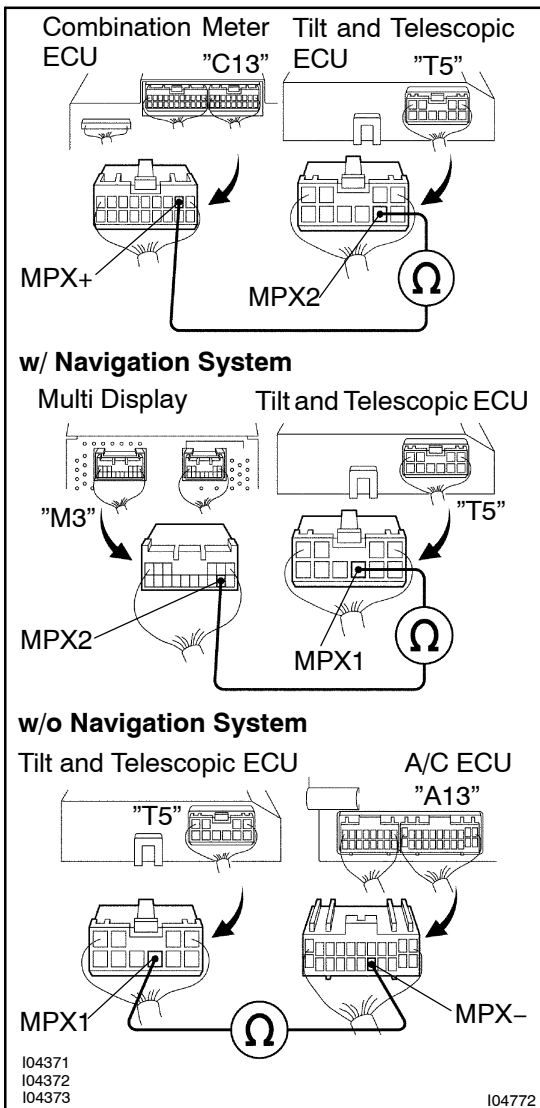 Combination Meter ECU
"C13"
Tilt and Telescopic ECU
"T5"
MPX+
MPX2
Ω
w/ Navigation System
Multi Display
Tilt and Telescopic ECU
"M3"
"T5"
MPX2
MPX1
Ω
w/o Navigation System
Tilt and Telescopic ECU
A/C ECU
"T5"
"A13"
MPX1
Ω
MPX−
I04371
I04372
I04373
I04772